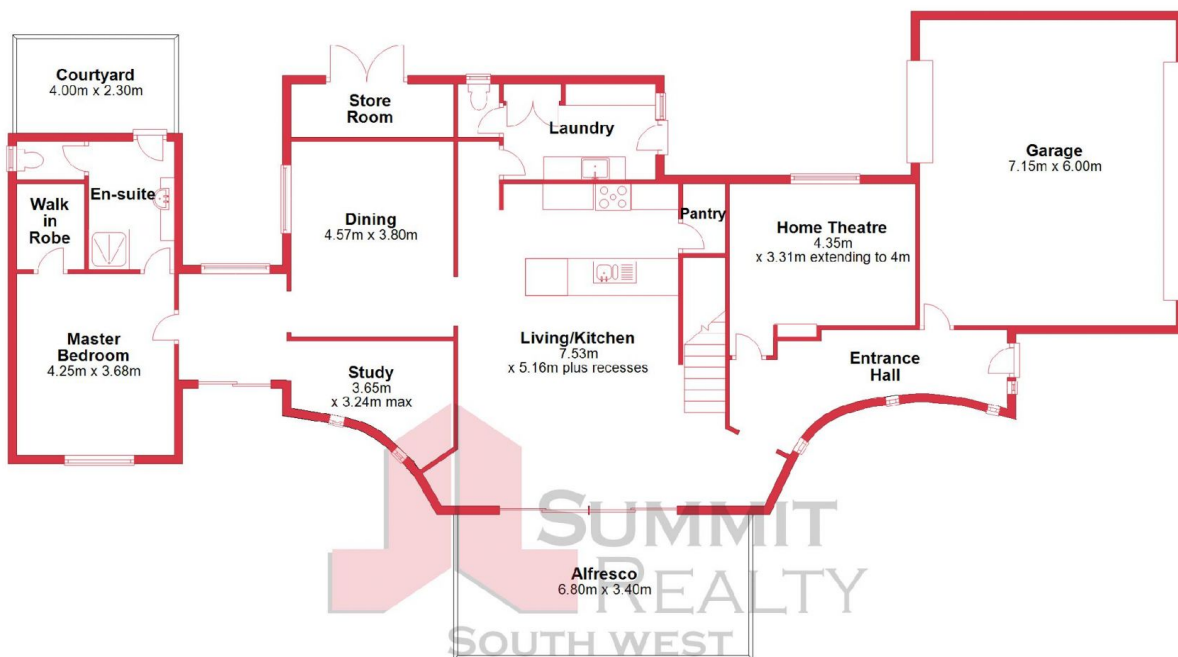 Courtyard
4.00m x 2.30m
Store
Room
Laundry
Garage
7.15m x 6.00m
En-suite
Walk
in
Robe
Dining
4.57m x 3.80m
Pantry
Home Theatre
4.35m
x 3.31m extending to 4m
Master
Bedroom
4.25m x 3.68m
Living/Kitchen
7.53m
x 5.16m plus recesses
Study
3.65m
x 3.24m max
Entrance
Hall
Alfresco
6.80m x 3.40m
SUMMIT
REALTY
SOUTH WEST